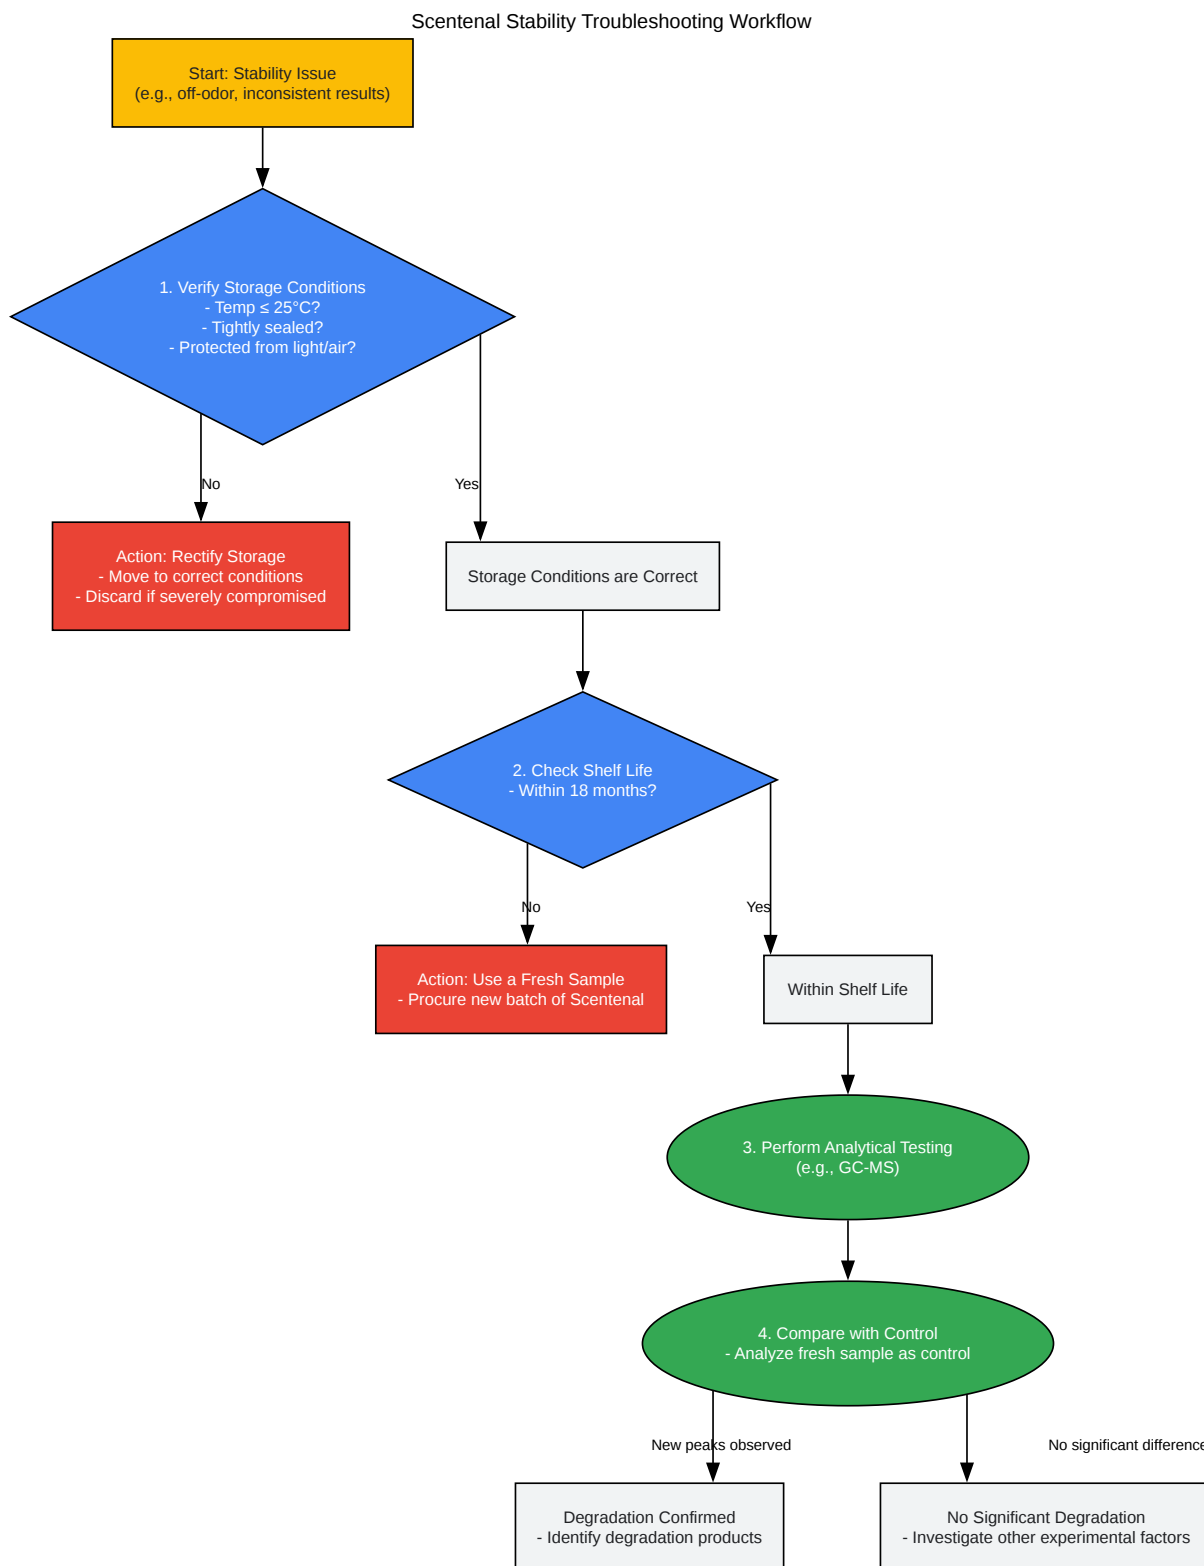 Scentenal Stability Troubleshooting Workflow
Start: Stability Issue
(e.g., off-odor, inconsistent results)
1. Verify Storage Conditions
- Temp ≤ 25°C?
- Tightly sealed?
- Protected from light/air?
No
Yes
Action: Rectify Storage
- Move to correct conditions
- Discard if severely compromised
Storage Conditions are Correct
2. Check Shelf Life
- Within 18 months?
No
Yes
Action: Use a Fresh Sample
- Procure new batch of Scentenal
Within Shelf Life
3. Perform Analytical Testing
(e.g., GC-MS)
4. Compare with Control
- Analyze fresh sample as control
New peaks observed
No significant difference
Degradation Confirmed
- Identify degradation products
No Significant Degradation
- Investigate other experimental factors